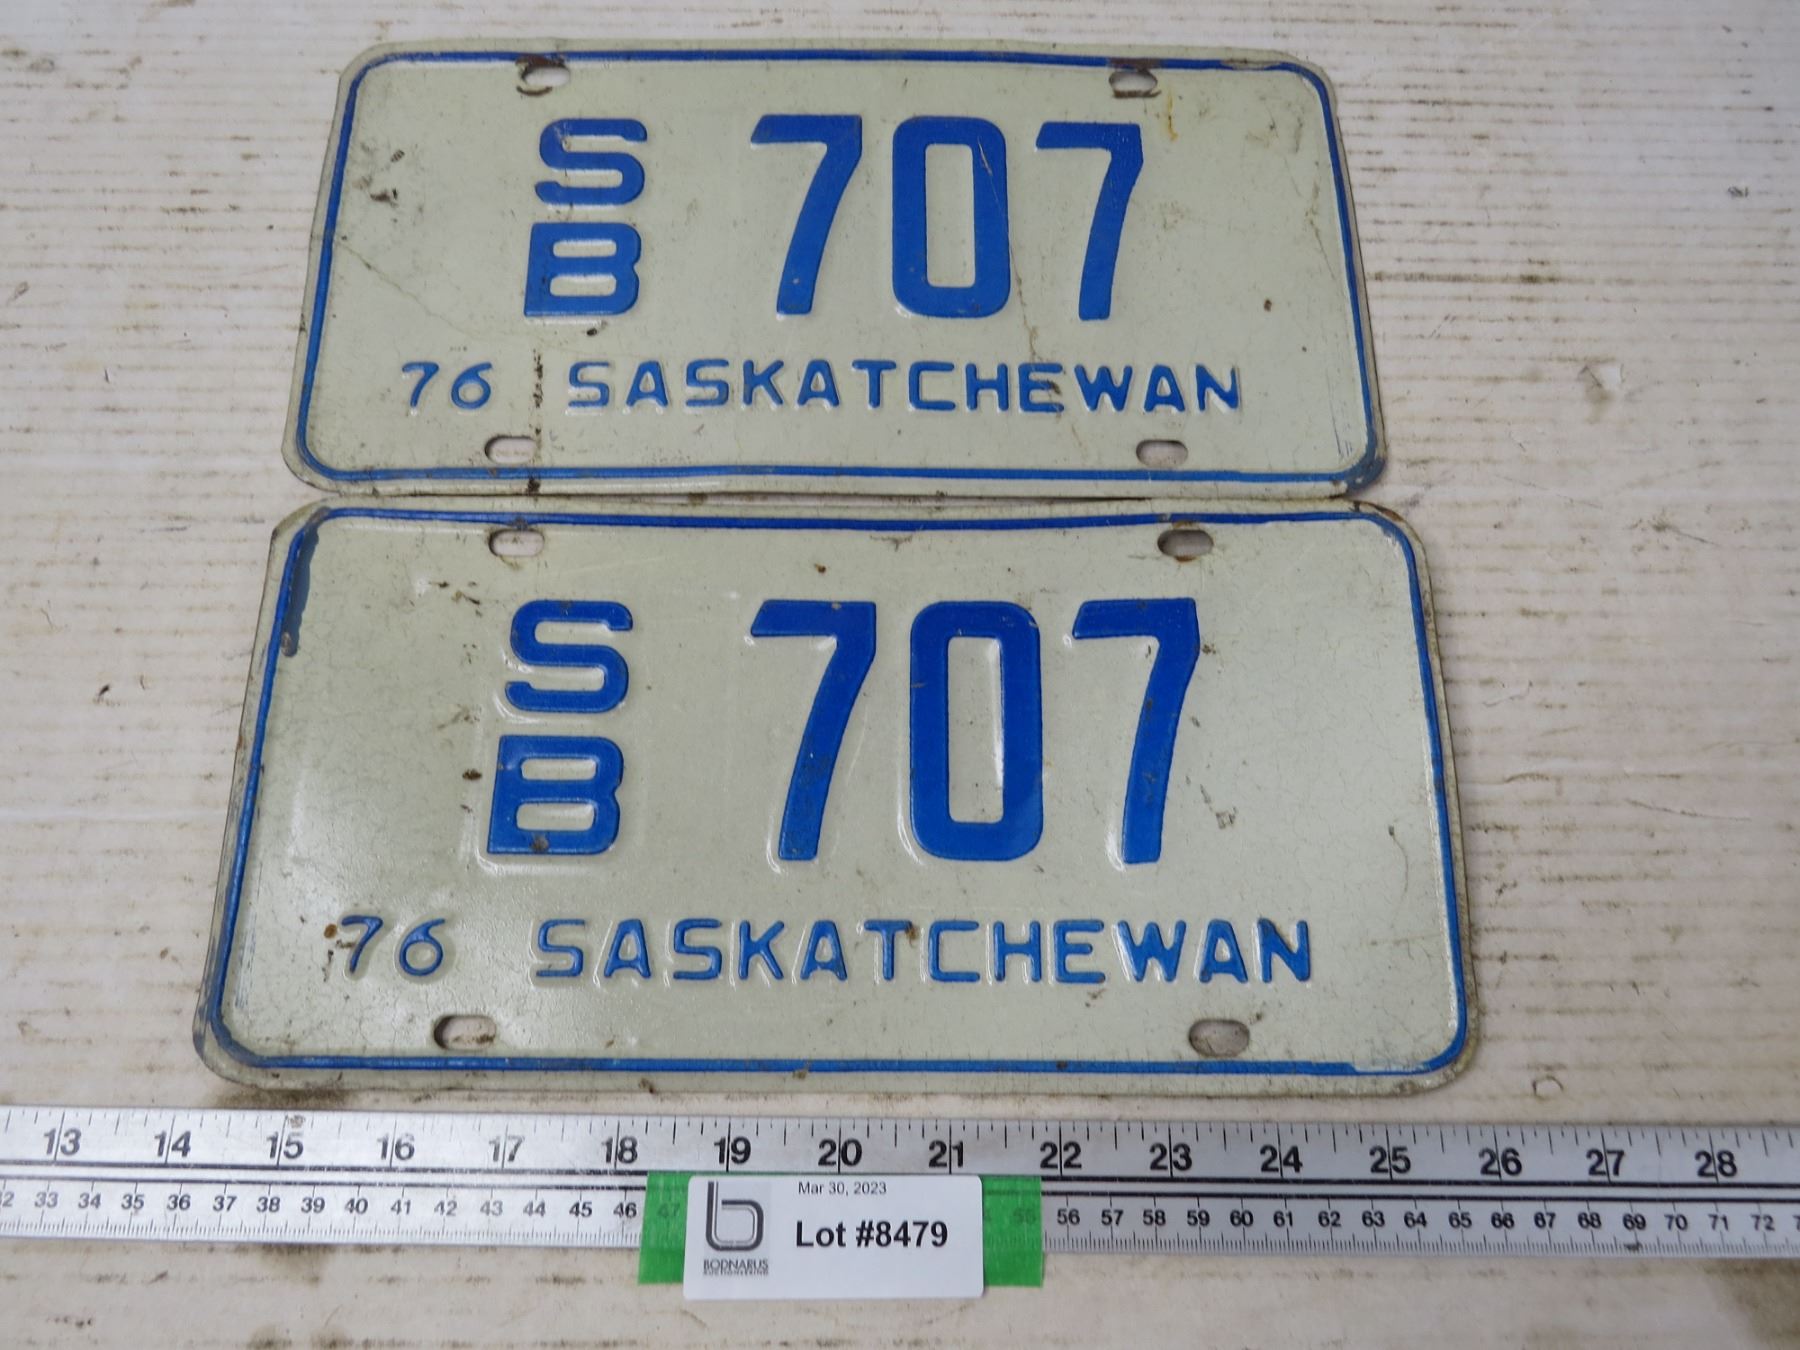 S 707
B
76 SASKATCHEWAN
S 707
B
76 SASKATCHEWAN
13 14 15 16 17 18 19 20 21 22 23 24 25 26 27 28
33 34 35 36 37 38 39 40 41 42 43 44 45 46 47 55 56 57 58 59 60 61 62 63 64 65 66 67 68 69 70 71 72
Mar 30, 2023
Lot #8479
BODNARUS
AUCTIONEERING